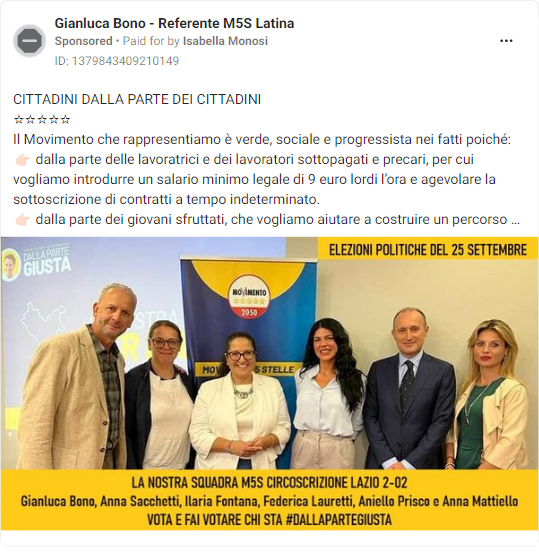 Gianluca Bono - Referente M5S Latina
Sponsored • Paid for by Isabella Monosi
ID: 1379843409210149
CITTADINI DALLA PARTE DEI CITTADINI
☆☆☆☆☆
Il Movimento che rappresentiamo è verde, sociale e progressista nei fatti poiché:
👉🏻 dalla parte delle lavoratrici e dei lavoratori sottopagati e precari, per cui
vogliamo introdurre un salario minimo legale di 9 euro lordi l’ora e agevolare la
sottoscrizione di contratti a tempo indeterminato.
👉🏻 dalla parte dei giovani sfruttati, che vogliamo aiutare a costruire un percorso ...
ELEZIONI POLITICHE DEL 25 SETTEMBRE
DALLA PARTE
GIUSTA
STRA
MOVIMENTO
2050
MOV
5 STELLE
LA NOSTRA SQUADRA M5S CIRCOSCRIZIONE LAZIO 2-02
Gianluca Bono, Anna Sacchetti, Ilaria Fontana, Federica Lauretti, Aniello Prisco e Anna Mattiello
VOTA E FAI VOTARE CHI STA #DALLAPARTEGIUSTA